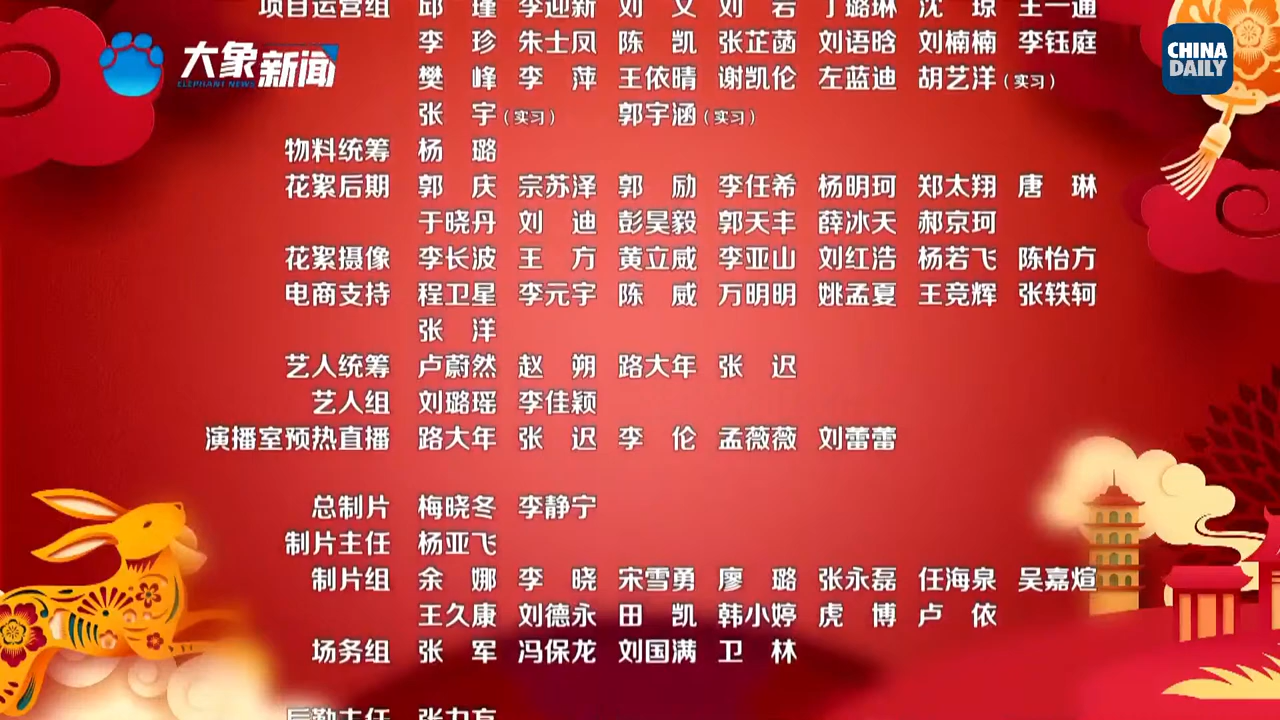 项目运营组 邱瑾 李迎新 刘文 刘岩 丁璐琳 沈琼 王一通
大象新闻
ELEPHANT NEWS
CHINA
DAILY
李珍 朱士凤 陈凯 张芷菡 刘语晗 刘楠楠 李钰庭
樊峰 李萍 王依晴 谢凯伦 左蓝迪 胡艺洋(实习)
张宇(实习) 郭宇涵(实习)
物料统筹 杨璐
花絮后期 郭庆 宗苏泽 郭励 李任希 杨明珂 郑太翔 唐琳
于晓丹 刘迪 彭昊毅 郭天丰 薛冰天 郝京珂
花絮摄像 李长波 王方 黄立威 李亚山 刘红浩 杨若飞 陈怡方
电商支持 程卫星 李元宇 陈威 万明明 姚孟夏 王竞辉 张轶轲
张洋
艺人统筹 卢蔚然 赵朔 路大年 张迟
艺人组 刘璐瑶 李佳颖
演播室预热直播 路大年 张迟 李伦 孟薇薇 刘蕾蕾
总制片 梅晓冬 李静宁
制片主任 杨亚飞
制片组 余娜 李晓 宋雪勇 廖璐 张永磊 任海泉 吴嘉煊
王久康 刘德永 田凯 韩小婷 虎博 卢依
场务组 张军 冯保龙 刘国满 卫林
后勤主任